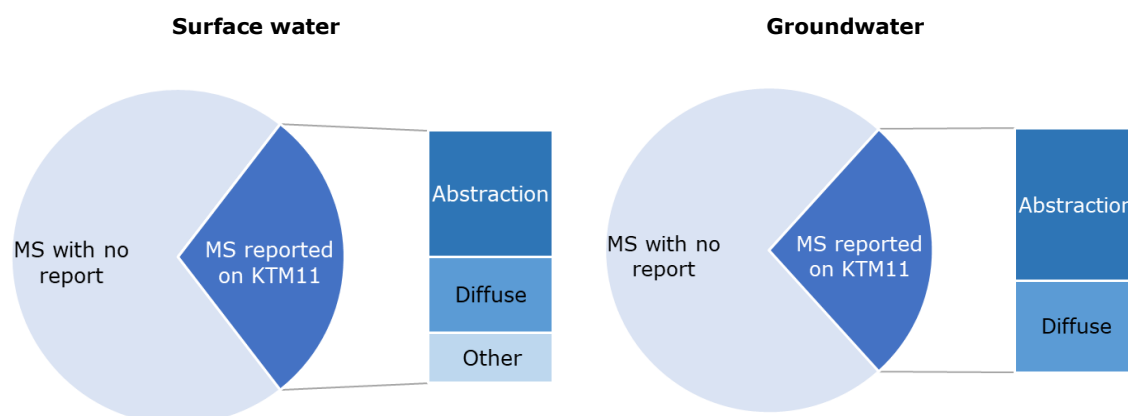 Surface water
MS with no
report
MS reported
on KTM11
Abstraction
Diffuse
Other
Groundwater
MS with no
report
MS reported
on KTM11
Abstraction
Diffuse